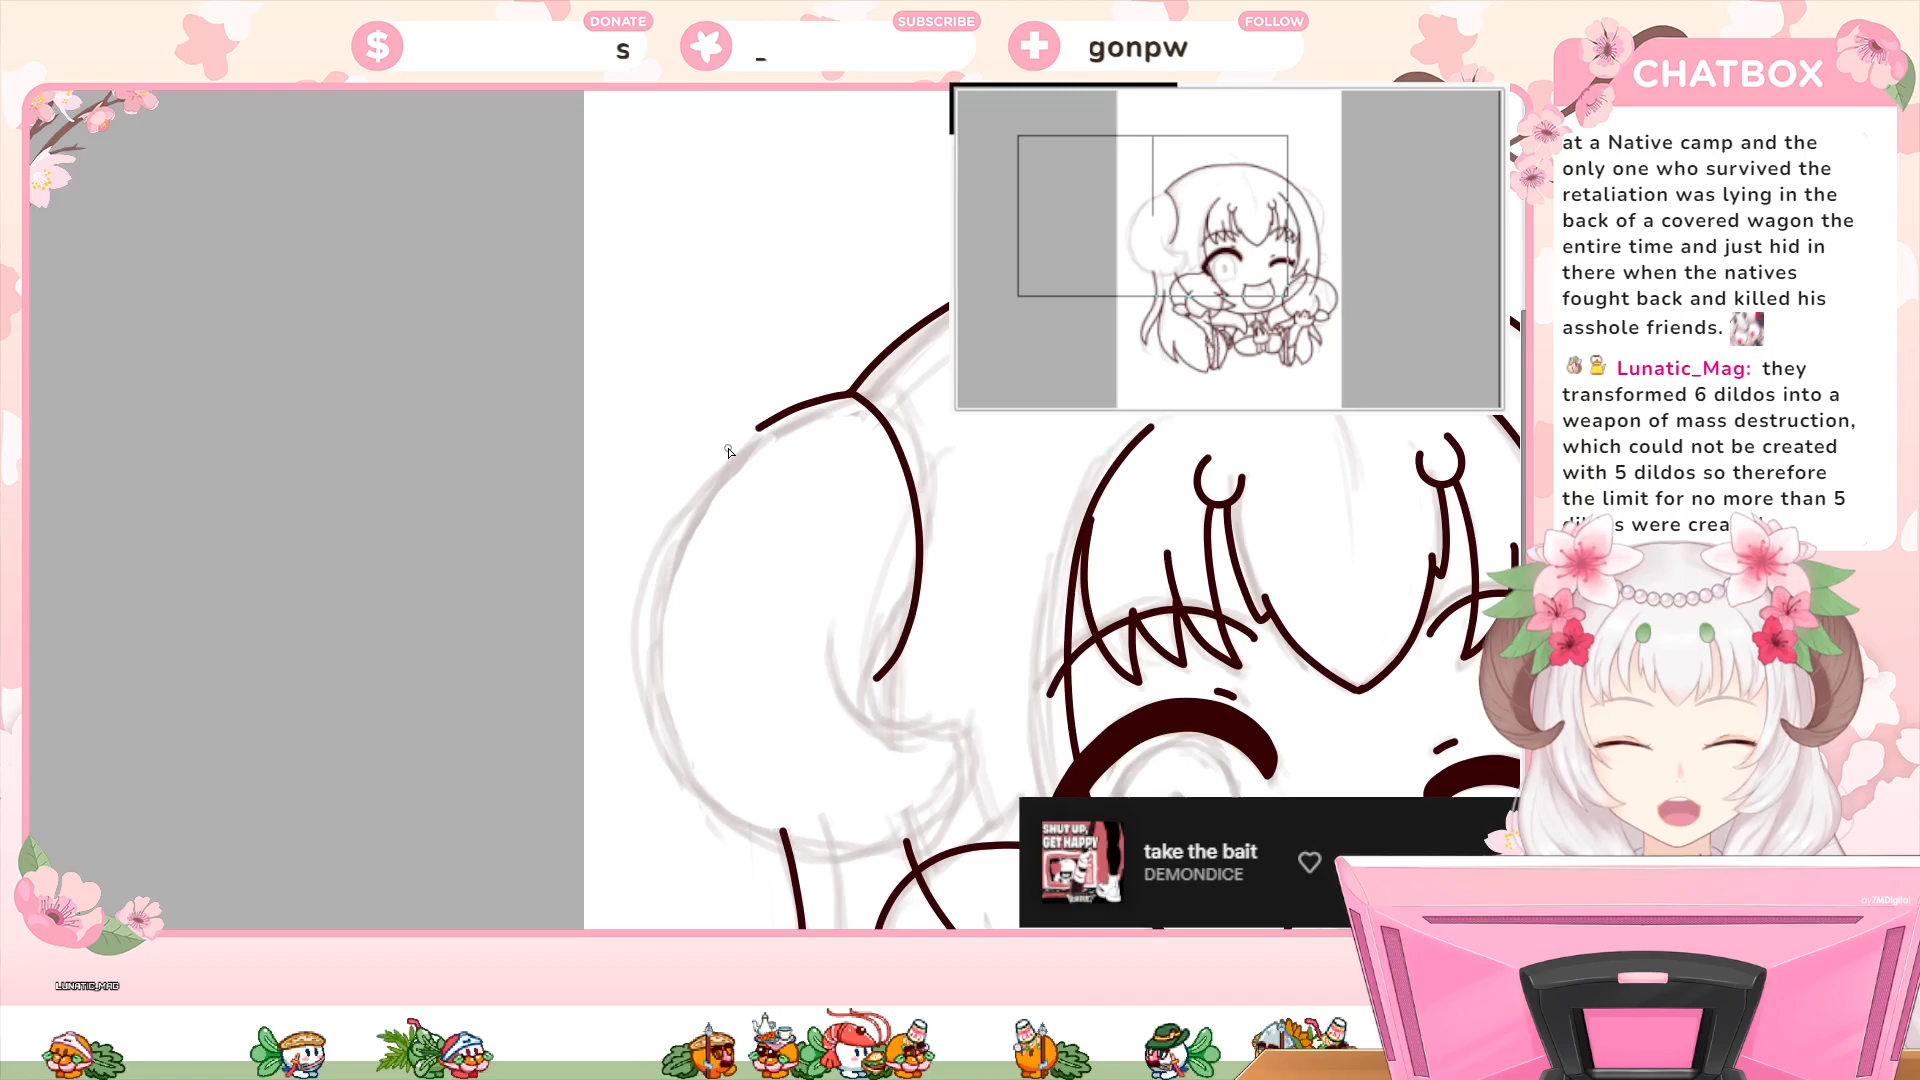 DONATE
s
SUBSCRIBE
_
FOLLOW
gonpw
CHATBOX
at a Native camp and the
only one who survived the
retaliation was lying in the
back of a covered wagon the
entire time and just hid in
there when the natives
fought back and killed his
asshole friends.
Lunatic_Mag: they
transformed 6 dildos into a
weapon of mass destruction,
which could not be created
with 5 dildos so therefore
the limit for no more than 5
were
SHUT UP,
GET HAPPY
take the bait
DEMONDICE
by 7MDigital
LUNATIC_MAG